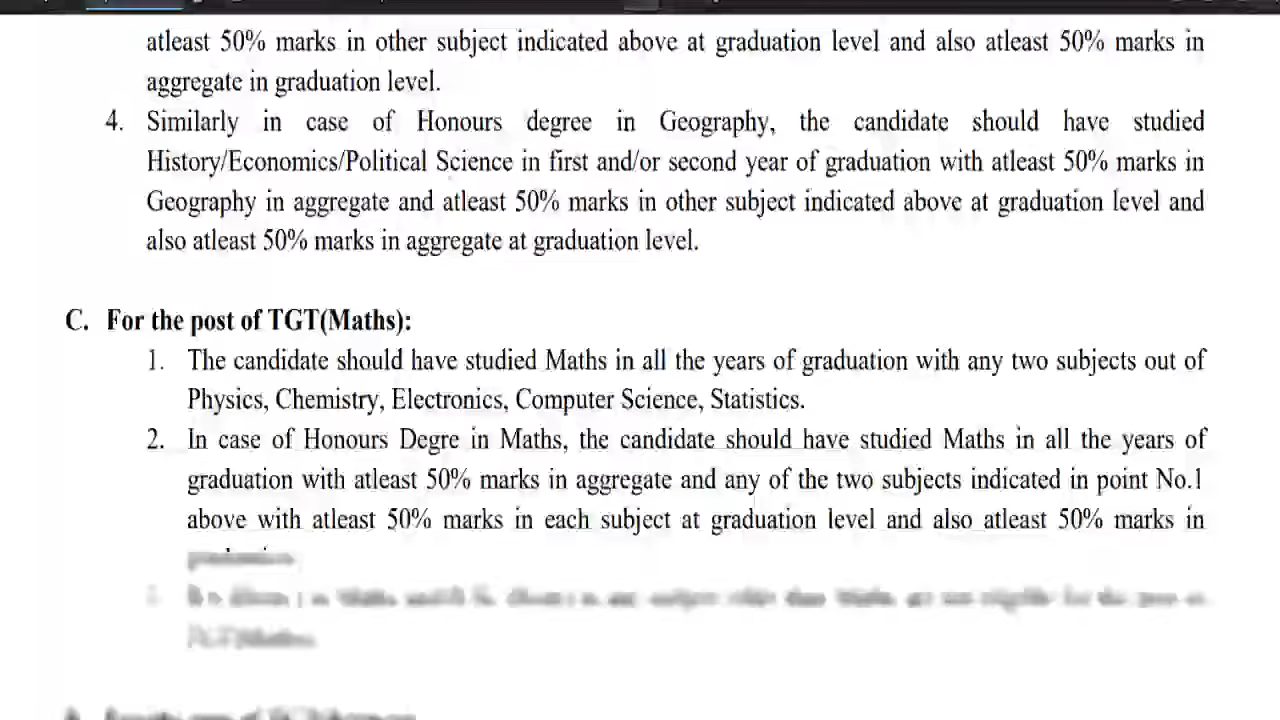 atleast 50% marks in other subject indicated above at graduation level and also atleast 50% marks in
aggregate in graduation level.
4. Similarly in case of Honours degree in Geography, the candidate should have studied
History/Economics/Political Science in first and/or second year of graduation with atleast 50% marks in
Geography in aggregate and atleast 50% marks in other subject indicated above at graduation level and
also atleast 50% marks in aggregate at graduation level.
C. For the post of TGT(Maths):
1. The candidate should have studied Maths in all the years of graduation with any two subjects out of
Physics, Chemistry, Electronics, Computer Science, Statistics.
2. In case of Honours Degre in Maths, the candidate should have studied Maths in all the years of
graduation with atleast 50% marks in aggregate and any of the two subjects indicated in point No.1
above with atleast 50% marks in each subject at graduation level and also atleast 50% marks in